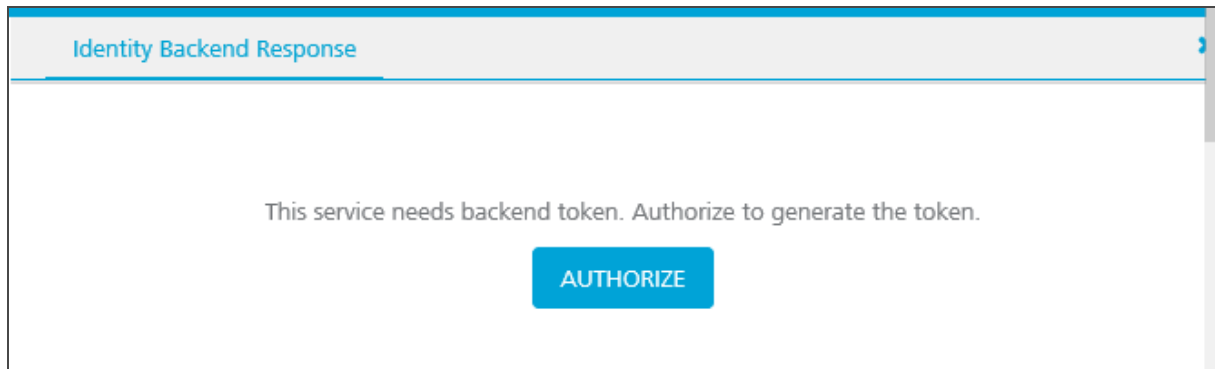 Identity Backend Response
This service needs backend token. Authorize to generate the token.
AUTHORIZE